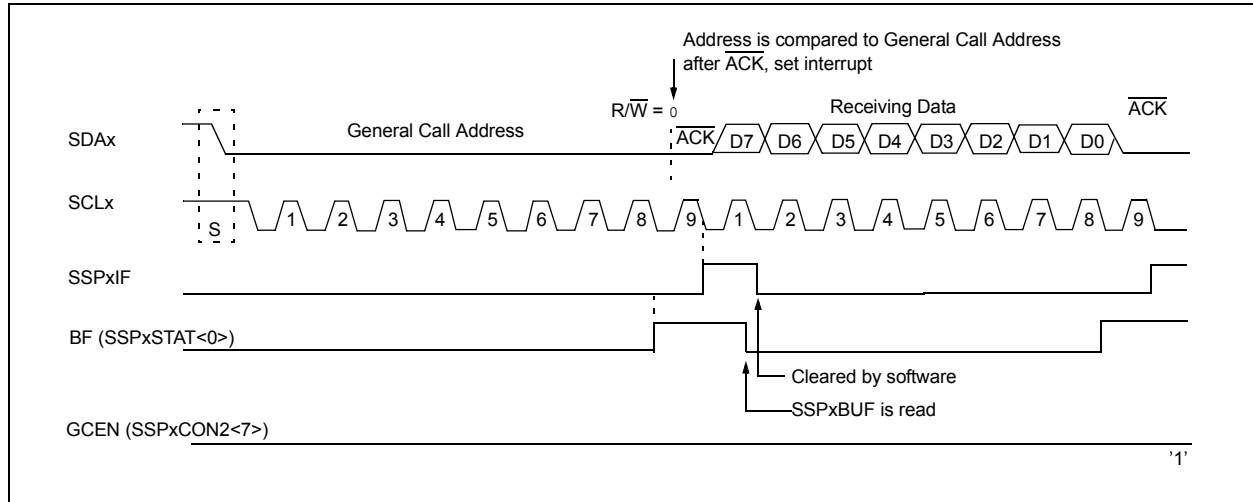 Address is compared to General Call Address
after ACK, set interrupt
R/W = 0
Receiving Data
ACK
SDAx
General Call Address
ACK
D7 D6 D5 D4 D3 D2 D1 D0
SCLx
S
1 2 3 4 5 6 7 8 9 1 2 3 4 5 6 7 8 9
SSPxIF
BF (SSPxSTAT<0>)
Cleared by software
SSPxBUF is read
GCEN (SSPxCON2<7>)
’1’